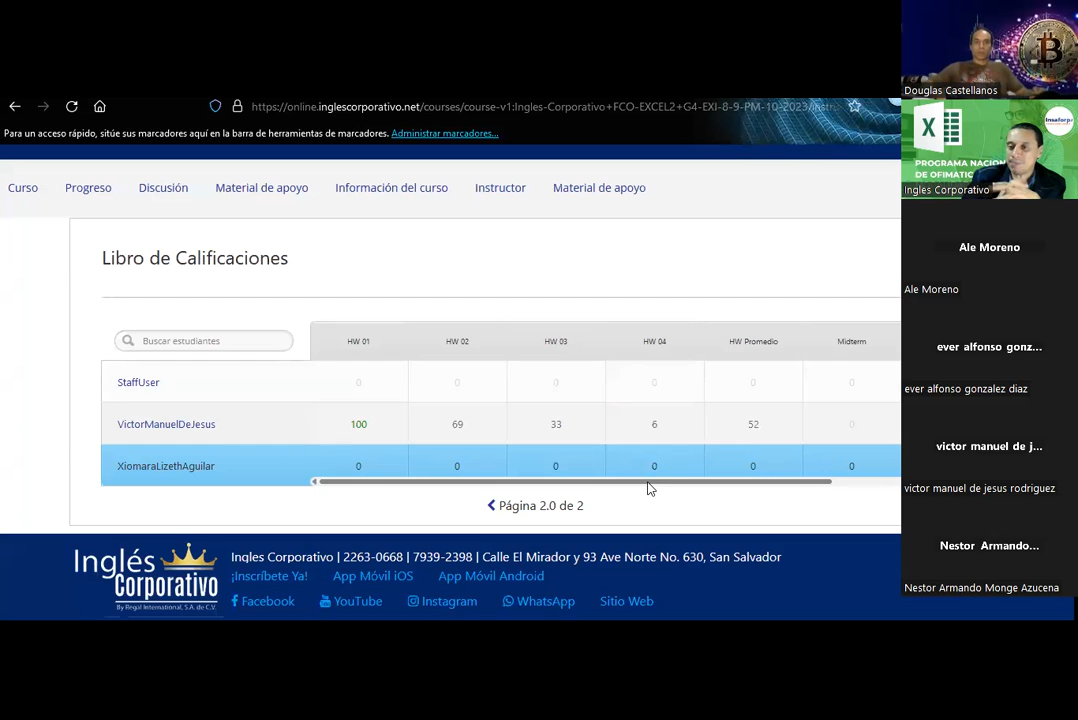 https://online.inglescorporativo.net/courses/course-v1:Ingles-Corporativo+FCO-EXCEL2+G4-EXI-8-9-PM-10-2023/instr
Para un acceso rápido, sitúe sus marcadores aquí en la barra de herramientas de marcadores. Administrar marcadores...
Curso Progreso Discusión Material de apoyo Información del curso Instructor Material de apoyo
Libro de Calificaciones
Buscar estudiantes HW 01 HW 02 HW 03 HW 04 HW Promedio Midterm
StaffUser 0 0 0 0 0 0
VictorManuelDeJesus 100 69 33 6 52 0
XiomaraLizethAguilar 0 0 0 0 0 0
Página 2.0 de 2
Inglés
Corporativo
By Regal International, S.A. de C.V.
Ingles Corporativo | 2263-0668 | 7939-2398 | Calle El Mirador y 93 Ave Norte No. 630, San Salvador
¡Inscríbete Ya! App Móvil iOS App Móvil Android
Facebook YouTube Instagram WhatsApp Sitio Web
Douglas Castellanos
X
Insaforp
PROGRAMA NACION
DE OFIMÁTIC
Ingles Corporativo
Ale Moreno
Ale Moreno
ever alfonso gonz...
ever alfonso gonzalez diaz
victor manuel de j...
victor manuel de jesus rodriguez
Nestor Armando...
Nestor Armando Monge Azucena